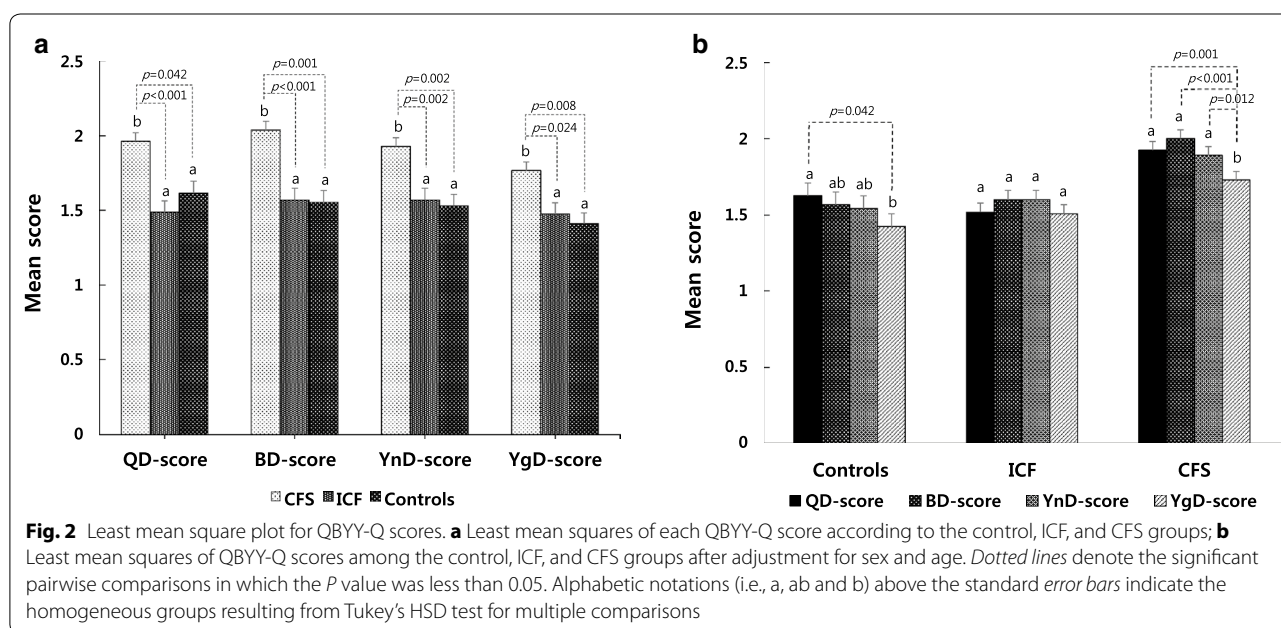 a
2.5
2
1.5
1
0.5
0
Mean score
p=0.042
p<0.001
b
a
a
p=0.001
p<0.001
b
a
a
p=0.002
p=0.002
b
a
a
p=0.008
p=0.024
b
a
a
QD-score BD-score YnD-score YgD-score
CFS ICF Controls
b
2.5
2
1.5
1
0.5
0
Mean score
p=0.042
a ab ab b
a a a a
p=0.001
p<0.001
p=0.012
a a a b
Controls ICF CFS
QD-score BD-score YnD-score YgD-score
Fig. 2 Least mean square plot for QBYY-Q scores. a Least mean squares of each QBYY-Q score according to the control, ICF, and CFS groups; b
Least mean squares of QBYY-Q scores among the control, ICF, and CFS groups after adjustment for sex and age. Dotted lines denote the significant
pairwise comparisons in which the P value was less than 0.05. Alphabetic notations (i.e., a, ab and b) above the standard error bars indicate the
homogeneous groups resulting from Tukey’s HSD test for multiple comparisons